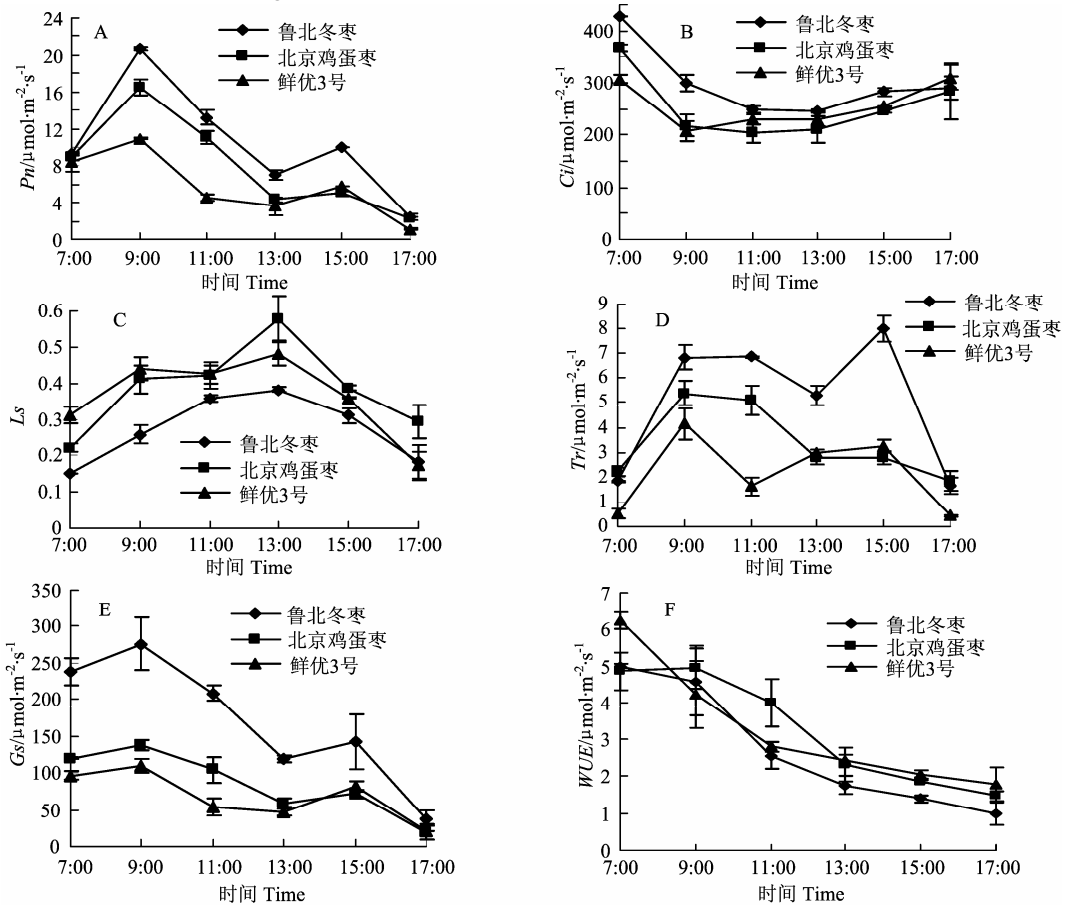 A
鲁北冬枣
北京鸡蛋枣
鲜优3号
Pn/μmol·m⁻²·s⁻¹
24
20
16
12
8
4
0
7:00 9:00 11:00 13:00 15:00 17:00
时间 Time
B
鲁北冬枣
北京鸡蛋枣
鲜优3号
Ci/μmol·m⁻²·s⁻¹
400
300
200
100
0
7:00 9:00 11:00 13:00 15:00 17:00
时间 Time
C
鲁北冬枣
北京鸡蛋枣
鲜优3号
Ls
0.6
0.5
0.4
0.3
0.2
0.1
0
7:00 9:00 11:00 13:00 15:00 17:00
时间 Time
D
鲁北冬枣
北京鸡蛋枣
鲜优3号
Tr/μmol·m⁻²·s⁻¹
9
8
7
6
5
4
3
2
1
0
7:00 9:00 11:00 13:00 15:00 17:00
时间 Time
E
鲁北冬枣
北京鸡蛋枣
鲜优3号
Gs/μmol·m⁻²·s⁻¹
350
300
250
200
150
100
50
0
7:00 9:00 11:00 13:00 15:00 17:00
时间 Time
F
鲁北冬枣
北京鸡蛋枣
鲜优3号
WUE/μmol·m⁻²·s⁻¹
7
6
5
4
3
2
1
0
7:00 9:00 11:00 13:00 15:00 17:00
时间 Time